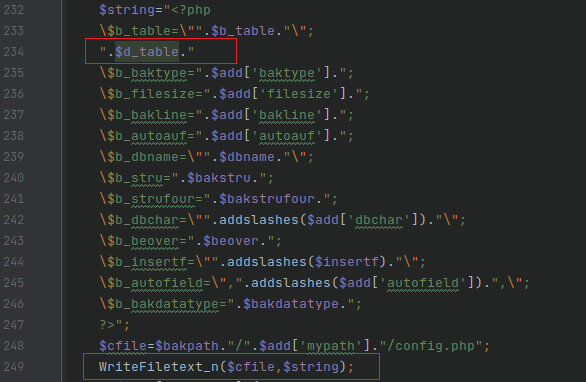 232 $string="<?php
233 \$b_table=\"".$b_table."\";
234 ".$d_table."
235 \$b_baktype=".$add['baktype'].";
236 \$b_filesize=".$add['filesize'].";
237 \$b_bakline=".$add['bakline'].";
238 \$b_autoauf=".$add['autoauf'].";
239 \$b_dbname=\"".$dbname."\";
240 \$b_stru=".$bakstru.";
241 \$b_strufour=".$bakstrufour.";
242 \$b_dbchar=\"".addslashes($add['dbchar'])."\";
243 \$b_beover=".$beover.";
244 \$b_insertf=\"".addslashes($insertf)."\";
245 \$b_autofield=\",".addslashes($add['autofield']).",\";
246 \$b_bakdatatype=".$bakdatatype.";
247 ?>";
248 $cfile=$bakpath."/".$add['mypath']."/config.php";
249 WriteFiletext_n($cfile,$string);